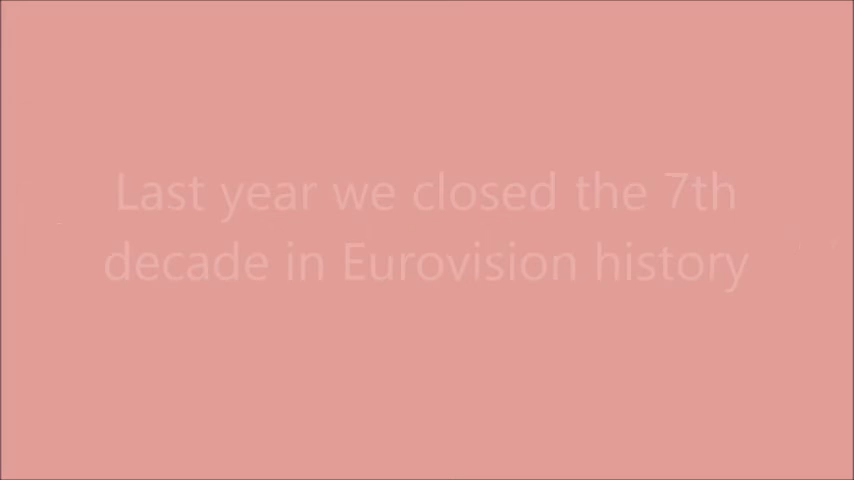 Last year we closed the 7th
decade in Eurovision history